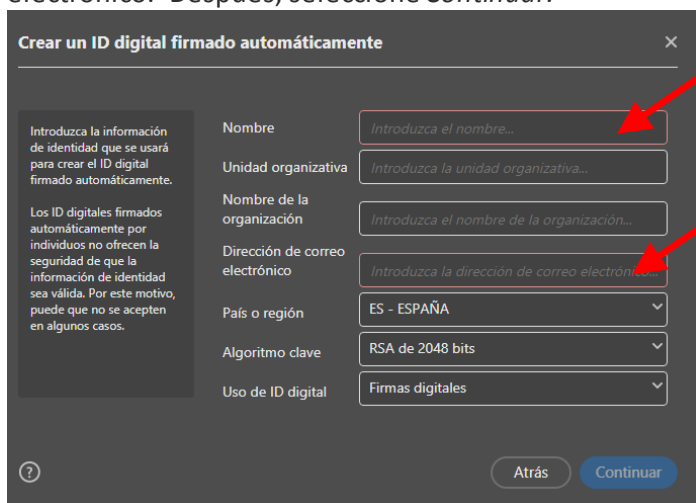 electrónico. Después, seleccione Continuar.
Crear un ID digital firmado automáticamente
Introduzca la información
de identidad que se usará
para crear el ID digital
firmado automáticamente.
Los ID digitales firmados
automáticamente por
individuos no ofrecen la
seguridad de que la
información de identidad
sea válida. Por este motivo,
puede que no se acepten
en algunos casos.
Nombre
Introduzca el nombre...
Unidad organizativa
Introduzca la unidad organizativa...
Nombre de la
organización
Introduzca el nombre de la organización...
Dirección de correo
electrónico
Introduzca la dirección de correo electrónico...
País o región
ES - ESPAÑA
Algoritmo clave
RSA de 2048 bits
Uso de ID digital
Firmas digitales
?
Atrás
Continuar